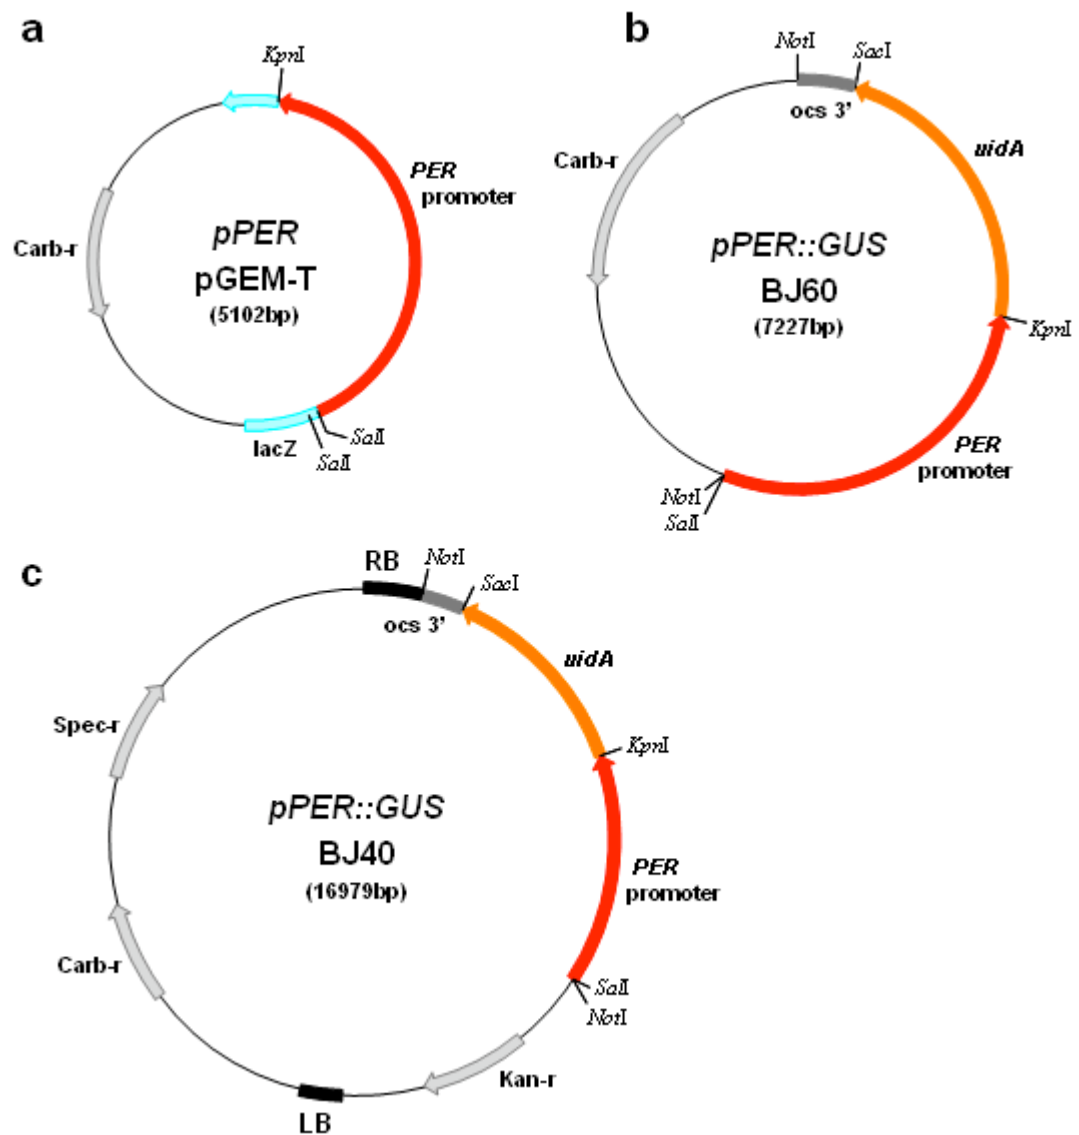 a
KpnI
PER
promoter
Carb-r
pPER
pGEM-T
(5102bp)
lacZ
SalI
SalI
b
NotI
SacI
ocs 3’
uidA
Carb-r
pPER::GUS
BJ60
(7227bp)
KpnI
PER
promoter
NotI
SalI
c
RB
NotI
SacI
ocs 3’
uidA
Spec-r
KpnI
pPER::GUS
BJ40
(16979bp)
PER
promoter
Carb-r
SalI
NotI
Kan-r
LB